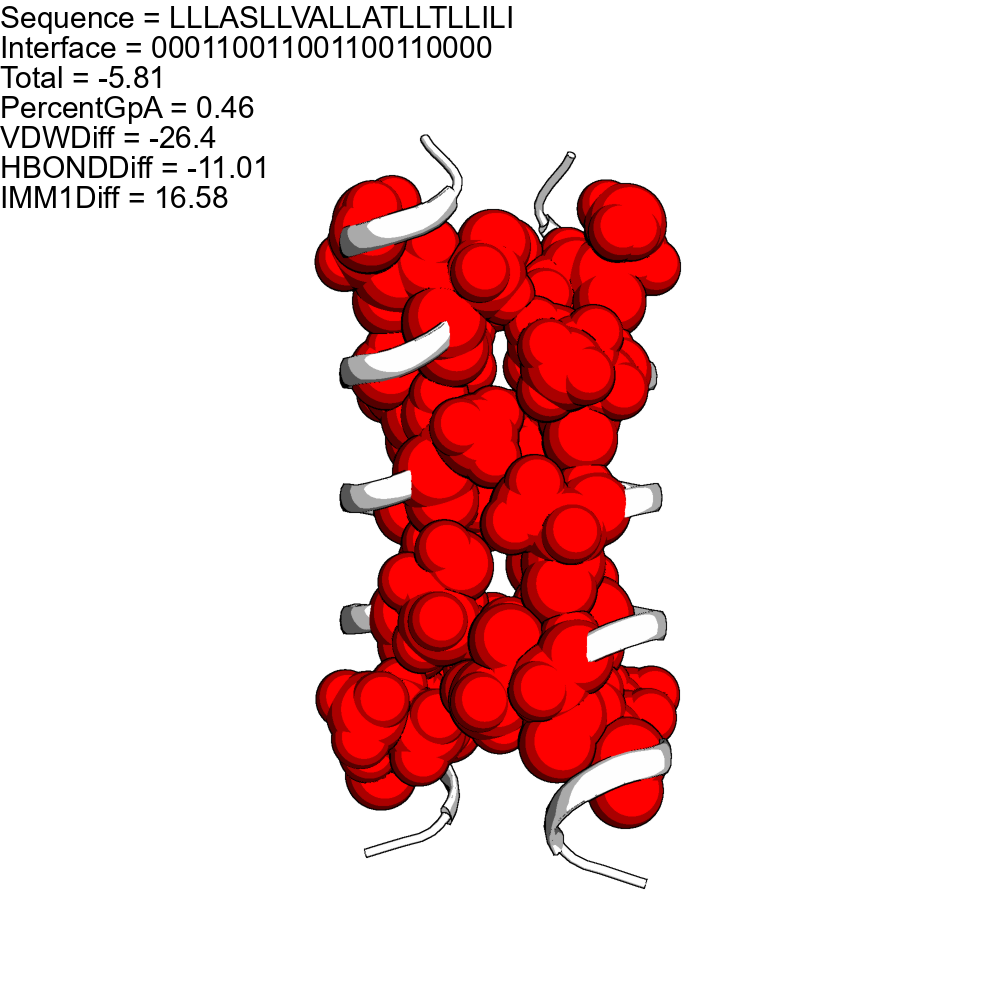 Sequence = LLLASLLVALLATLLTLLILI
Interface = 000110011001100110000
Total = -5.81
PercentGpA = 0.46
VDWDiff = -26.4
HBONDDiff = -11.01
IMM1Diff = 16.58